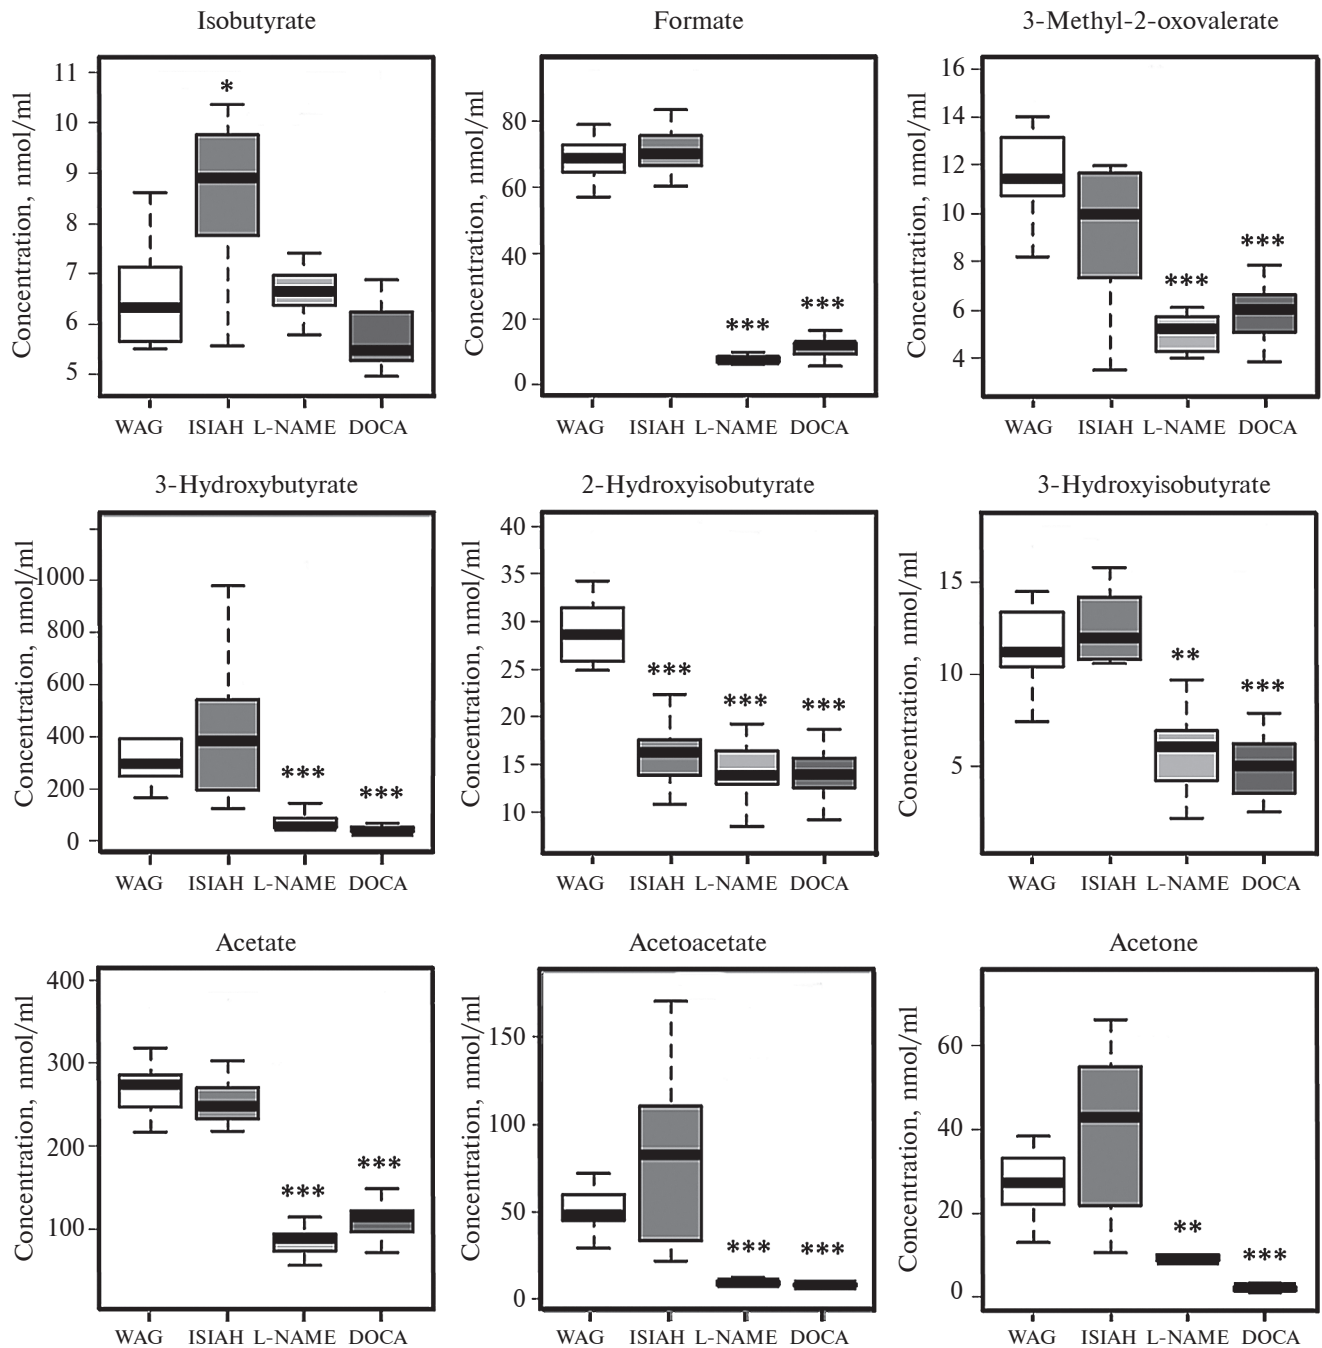 Isobutyrate
Formate
3-Methyl-2-oxovalerate
Concentration, nmol/ml
11
10
9
8
7
6
5
*
WAG ISIAH L-NAME DOCA
Concentration, nmol/ml
80
60
40
20
0
***
***
WAG ISIAH L-NAME DOCA
Concentration, nmol/ml
16
14
12
10
8
6
4
***
***
WAG ISIAH L-NAME DOCA
3-Hydroxybutyrate
2-Hydroxyisobutyrate
3-Hydroxyisobutyrate
Concentration, nmol/ml
1000
800
600
400
200
0
***
***
WAG ISIAH L-NAME DOCA
Concentration, nmol/ml
40
35
30
25
20
15
10
***
***
***
WAG ISIAH L-NAME DOCA
Concentration, nmol/ml
15
10
5
**
***
WAG ISIAH L-NAME DOCA
Acetate
Acetoacetate
Acetone
Concentration, nmol/ml
400
300
200
100
***
***
WAG ISIAH L-NAME DOCA
Concentration, nmol/ml
150
100
50
0
***
***
WAG ISIAH L-NAME DOCA
Concentration, nmol/ml
60
40
20
0
**
***
WAG ISIAH L-NAME DOCA